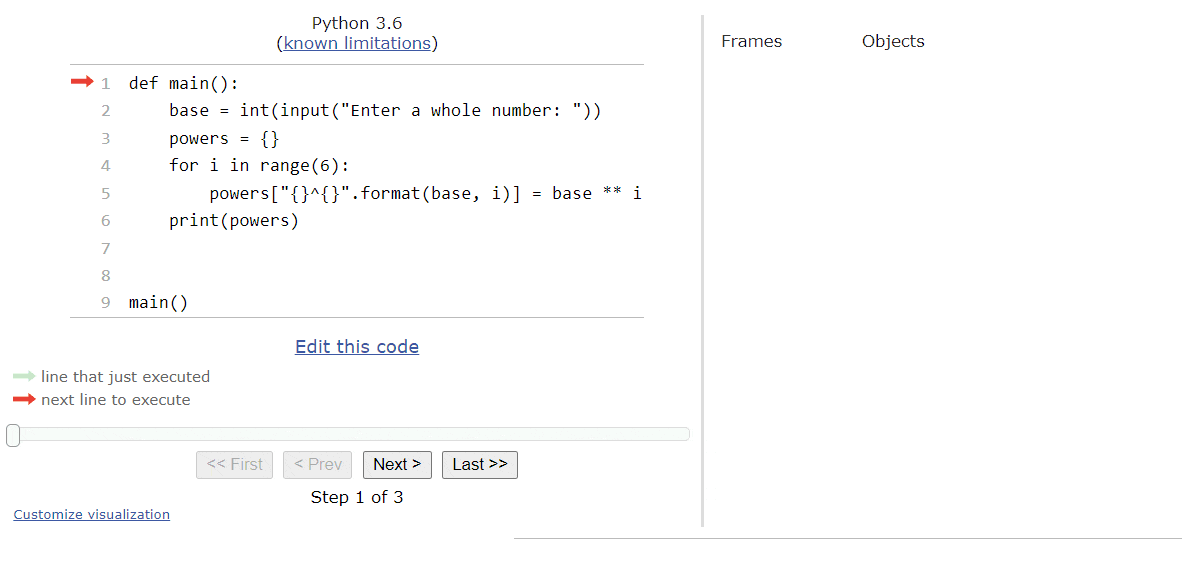 Python 3.6
(known limitations)
1 def main():
2     base = int(input("Enter a whole number: "))
3     powers = {}
4     for i in range(6):
5         powers["{}^{}".format(base, i)] = base ** i
6     print(powers)
7
8
9 main()
Edit this code
line that just executed
next line to execute
<< First < Prev Next > Last >>
Step 1 of 3
Customize visualization
Frames Objects